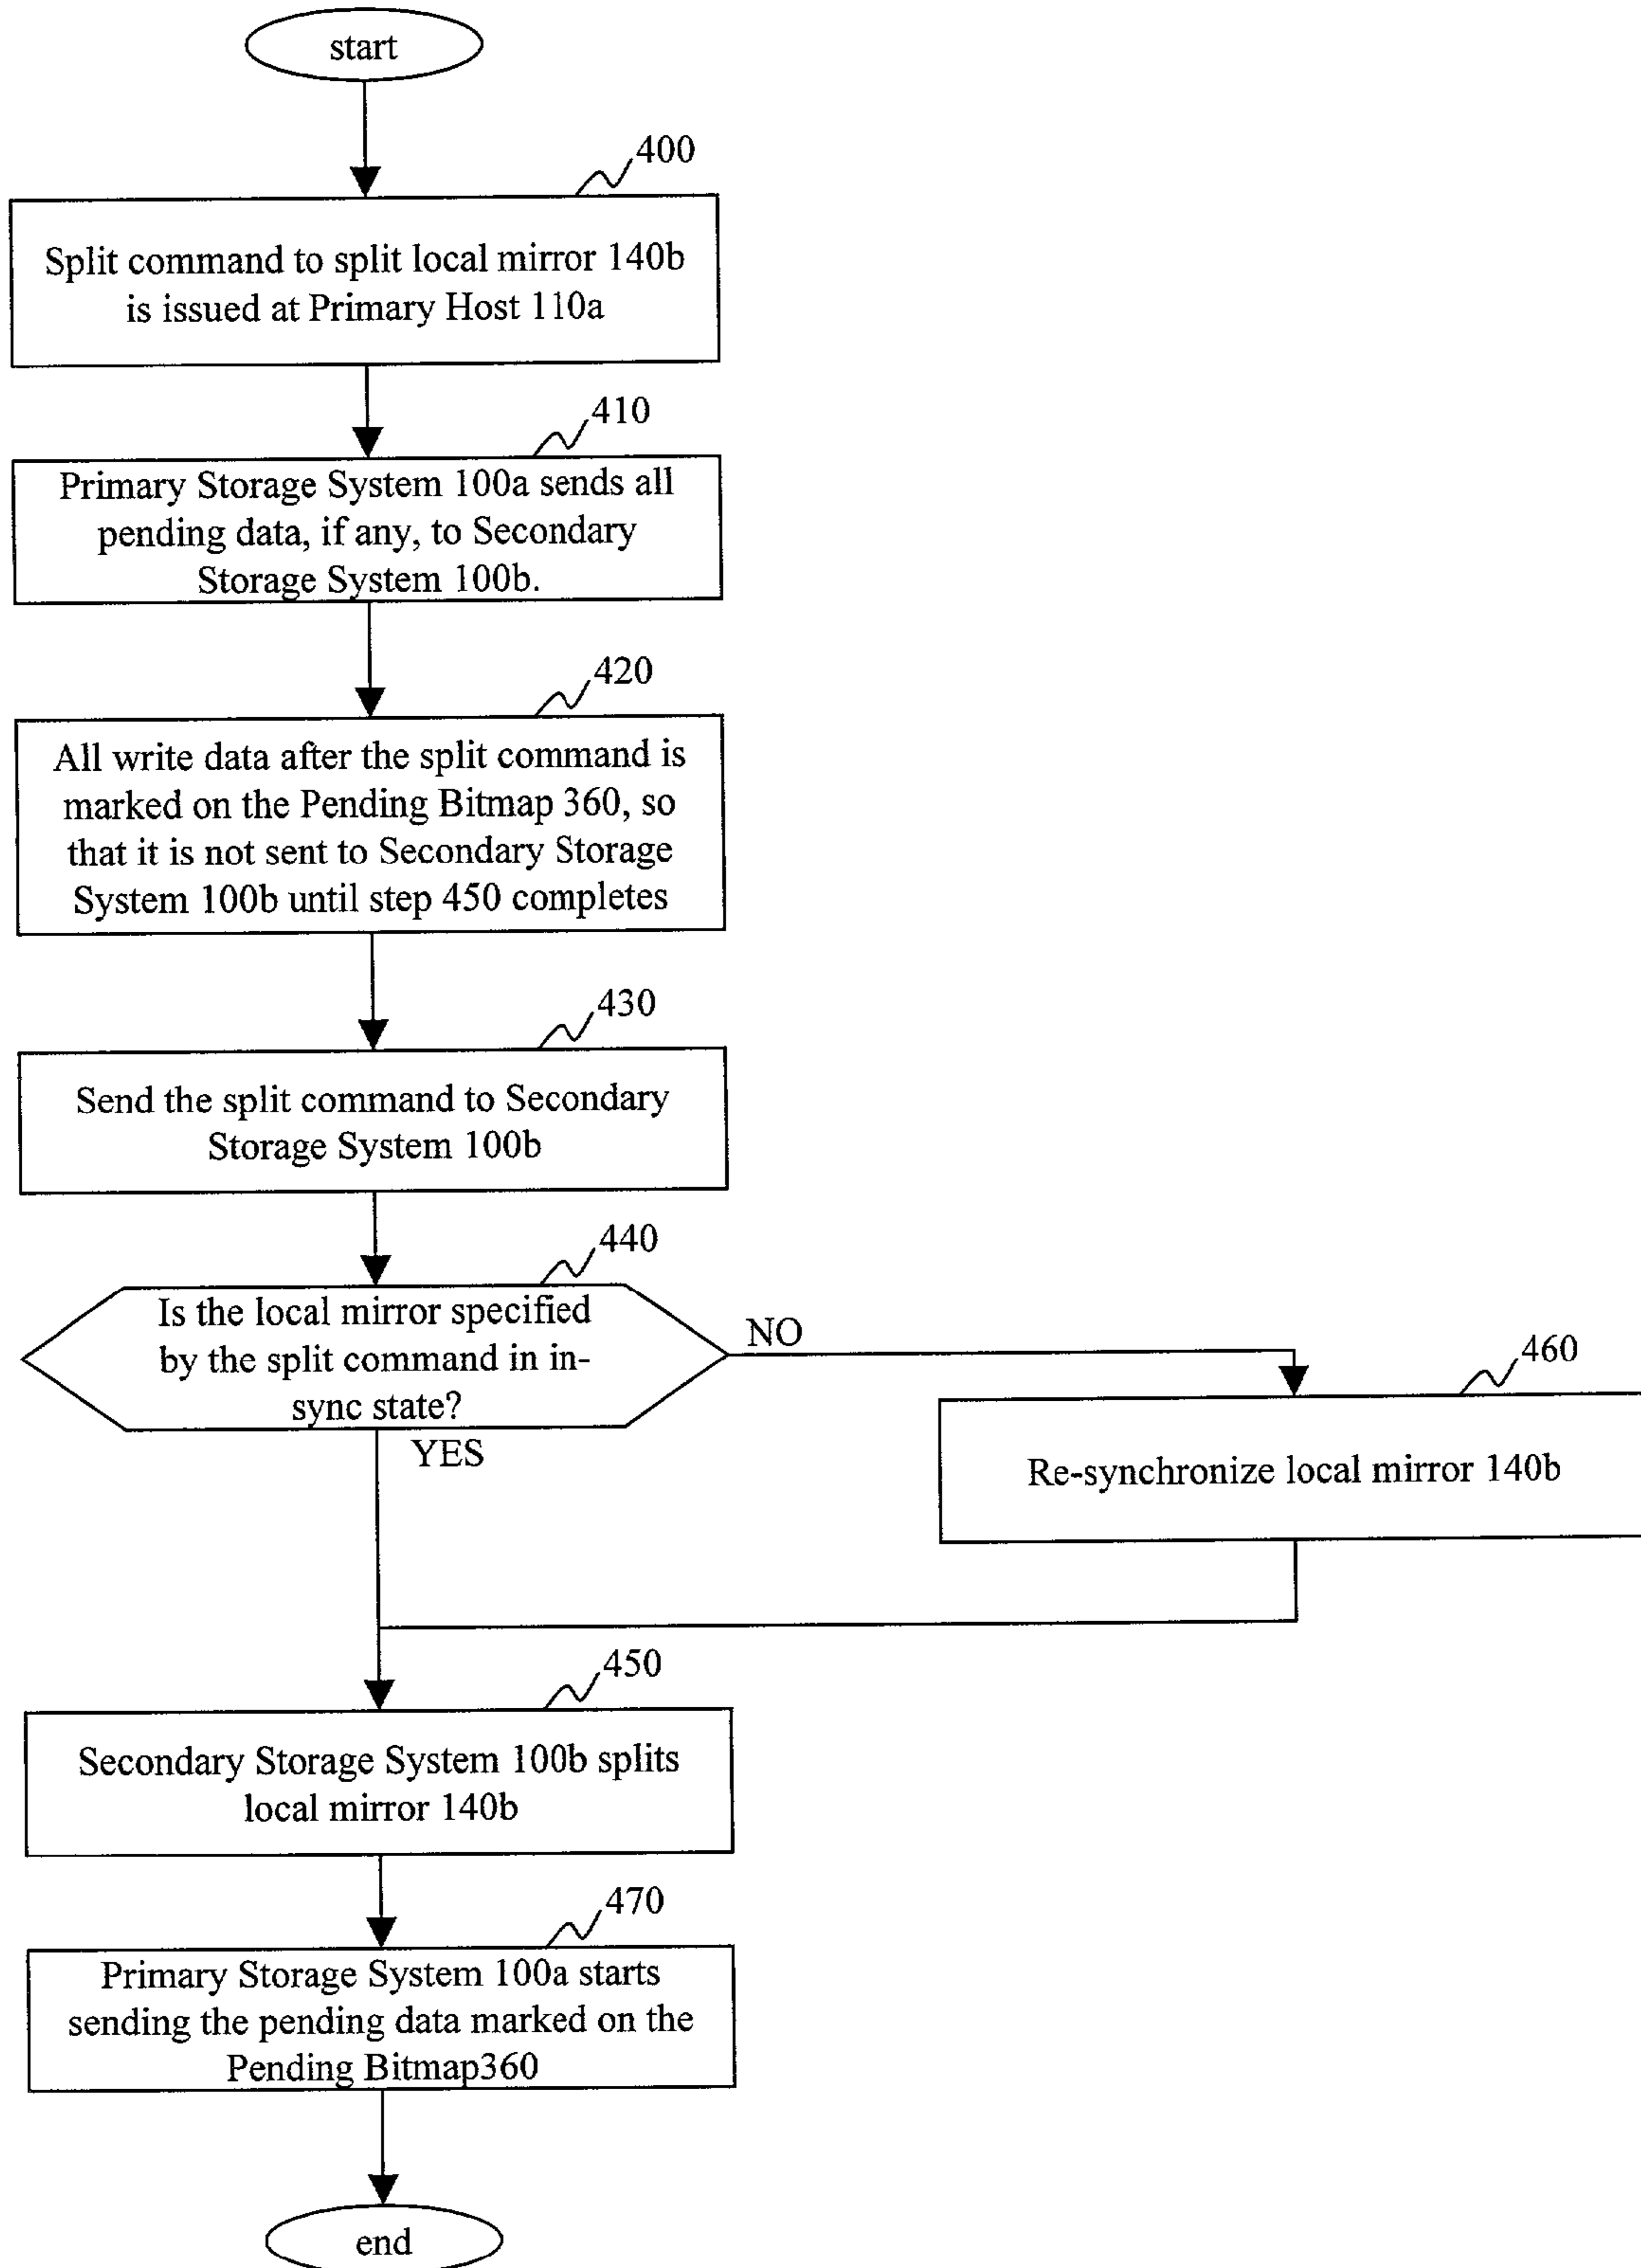 start
400
Split command to split local mirror 140b
is issued at Primary Host 110a
410
Primary Storage System 100a sends all
pending data, if any, to Secondary
Storage System 100b.
420
All write data after the split command is
marked on the Pending Bitmap 360, so
that it is not sent to Secondary Storage
System 100b until step 450 completes
430
Send the split command to Secondary
Storage System 100b
440
Is the local mirror specified
by the split command in in-
sync state?
NO
460
YES
Re-synchronize local mirror 140b
450
Secondary Storage System 100b splits
local mirror 140b
470
Primary Storage System 100a starts
sending the pending data marked on the
Pending Bitmap360
end